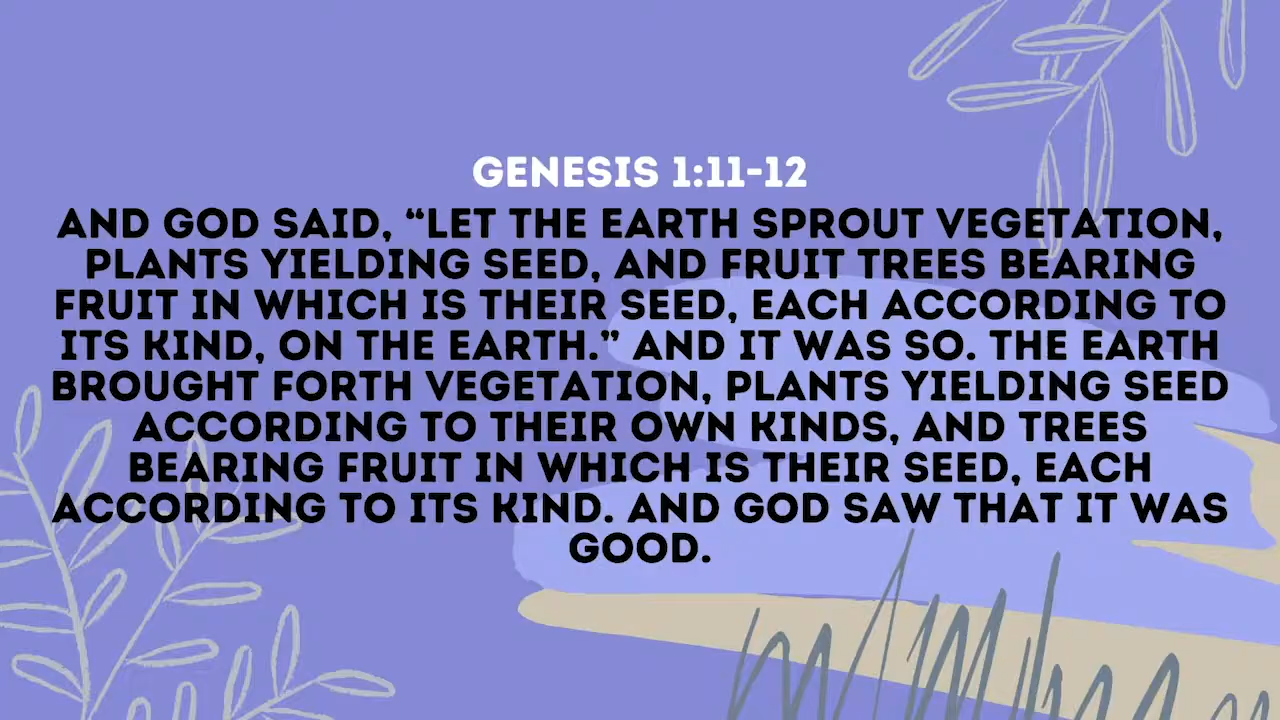 GENESIS 1:11-12
AND GOD SAID, “LET THE EARTH SPROUT VEGETATION,
PLANTS YIELDING SEED, AND FRUIT TREES BEARING
FRUIT IN WHICH IS THEIR SEED, EACH ACCORDING TO
ITS KIND, ON THE EARTH.” AND IT WAS SO. THE EARTH
BROUGHT FORTH VEGETATION, PLANTS YIELDING SEED
ACCORDING TO THEIR OWN KINDS, AND TREES
BEARING FRUIT IN WHICH IS THEIR SEED, EACH
ACCORDING TO ITS KIND. AND GOD SAW THAT IT WAS
GOOD.